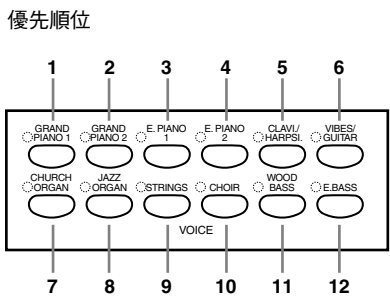 優先順位
1 2 3 4 5 6
GRAND PIANO 1
GRAND PIANO 2
E. PIANO 1
E. PIANO 2
CLAVI./ HARPSI.
VIBES/ GUITAR
CHURCH ORGAN
JAZZ ORGAN
STRINGS
CHOIR
WOOD BASS
E.BASS
VOICE
7 8 9 10 11 12